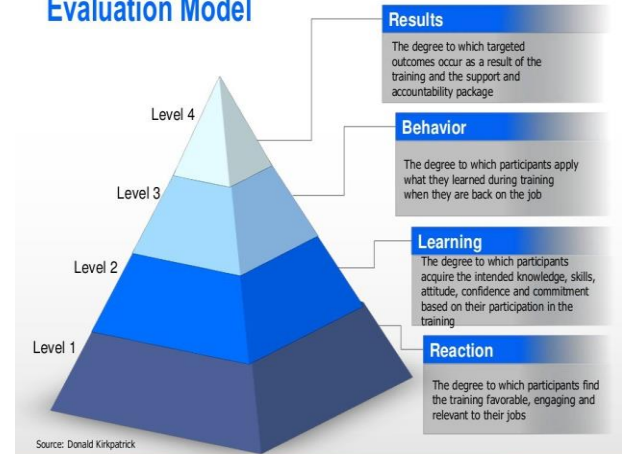 Evaluation Model
Results
The degree to which targeted
outcomes occur as a result of the
training and the support and
accountability package
Level 4
Behavior
The degree to which participants apply
what they learned during training
when they are back on the job
Level 3
Learning
The degree to which participants
acquire the intended knowledge, skills,
attitude, confidence and commitment
based on their participation in the
training
Level 2
Reaction
The degree to which participants find
the training favorable, engaging and
relevant to their jobs
Level 1
Source: Donald Kirkpatrick